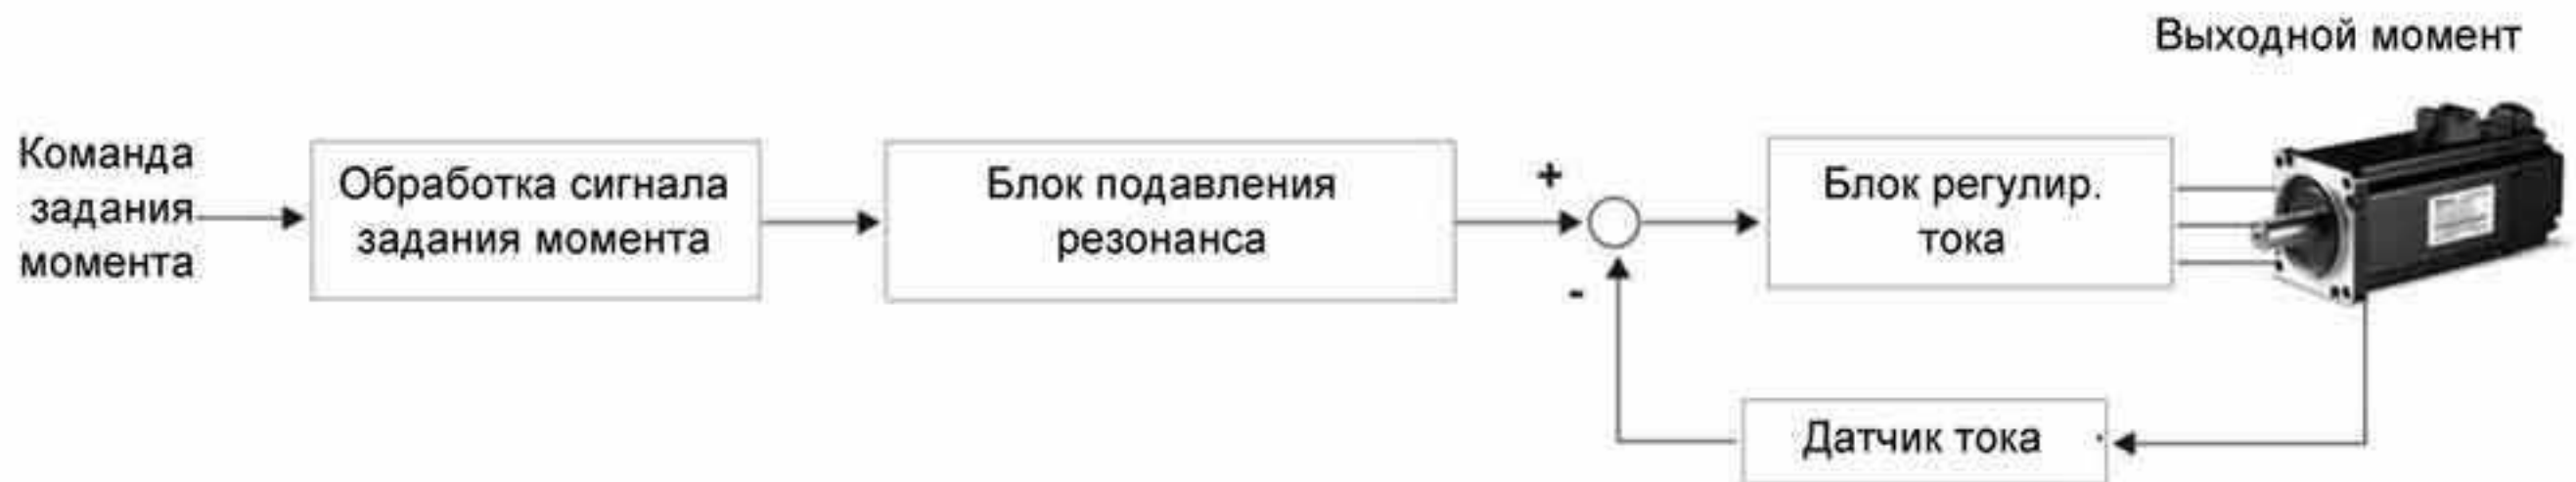 Выходной момент
Команда
задания
момента
Обработка сигнала
задания момента
Блок подавления
резонанса
+
-
Блок регулир.
тока
Датчик тока